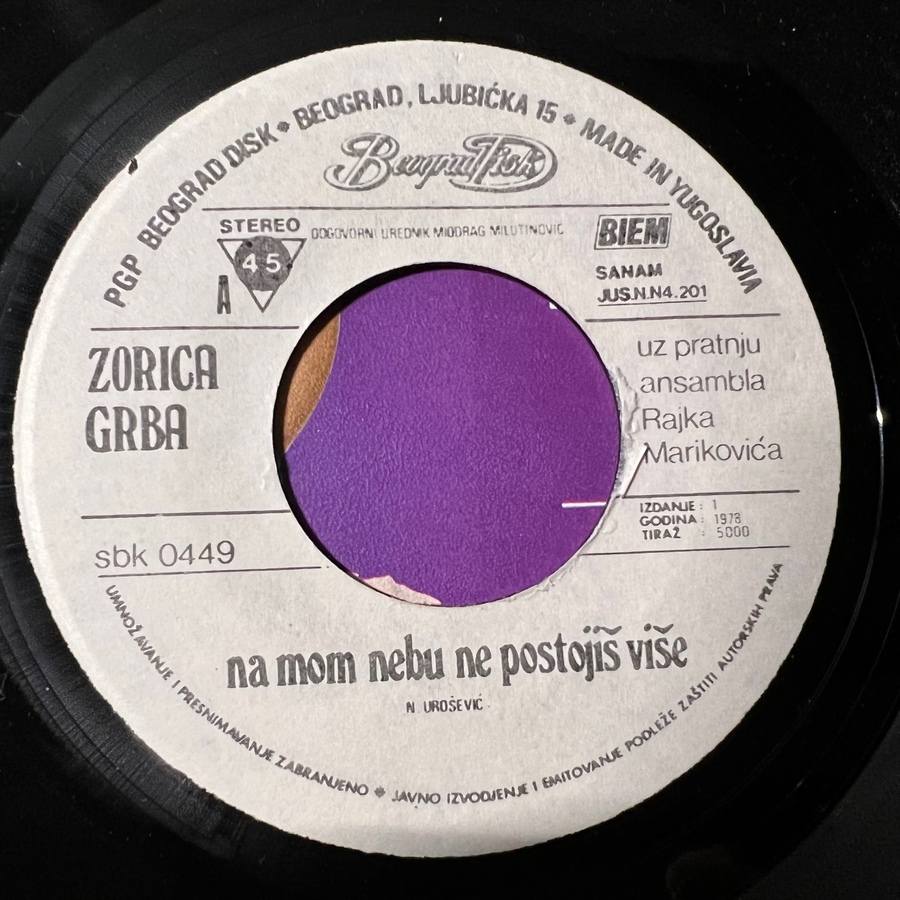 PGP BEOGRAD DISK • BEOGRAD, LJUBIĆKA 15 • MADE IN YUGOSLAVIA
Beograd Disk
STEREO
45
A
ODGOVORNI UREDNIK MIODRAG MILUTINOVIĆ
BIEM
SANAM
JUS.N.N4.201
ZORICA
GRBA
uz pratnju
ansambla
Rajka
Marikovića
IZDANJE : 1
GODINA : 1978
TIRAŽ : 5000
sbk 0449
na mom nebu ne postojiš više
N UROŠEVIĆ
UMNOŽAVANJE I PRESNIMAVANJE ZABRANJENO • JAVNO IZVODJENJE I EMITOVANJE PODLEŽE ZAŠTITI AUTORSKIH PRAVA